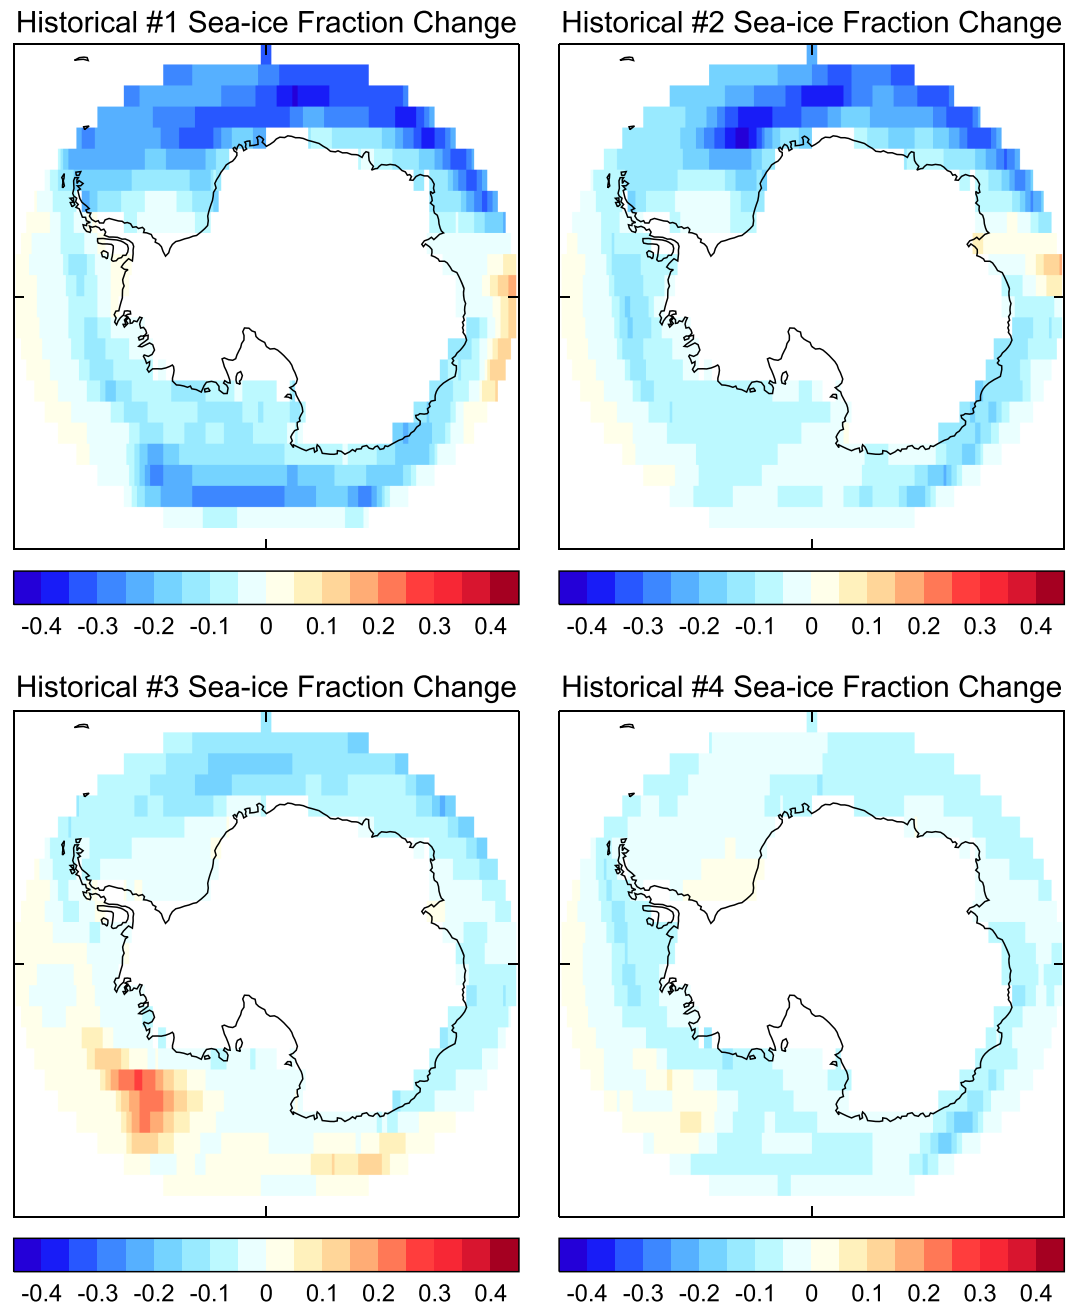 Historical #1 Sea-ice Fraction Change
Historical #2 Sea-ice Fraction Change
-0.4 -0.3 -0.2 -0.1 0 0.1 0.2 0.3 0.4
-0.4 -0.3 -0.2 -0.1 0 0.1 0.2 0.3 0.4
Historical #3 Sea-ice Fraction Change
Historical #4 Sea-ice Fraction Change
-0.4 -0.3 -0.2 -0.1 0 0.1 0.2 0.3 0.4
-0.4 -0.3 -0.2 -0.1 0 0.1 0.2 0.3 0.4